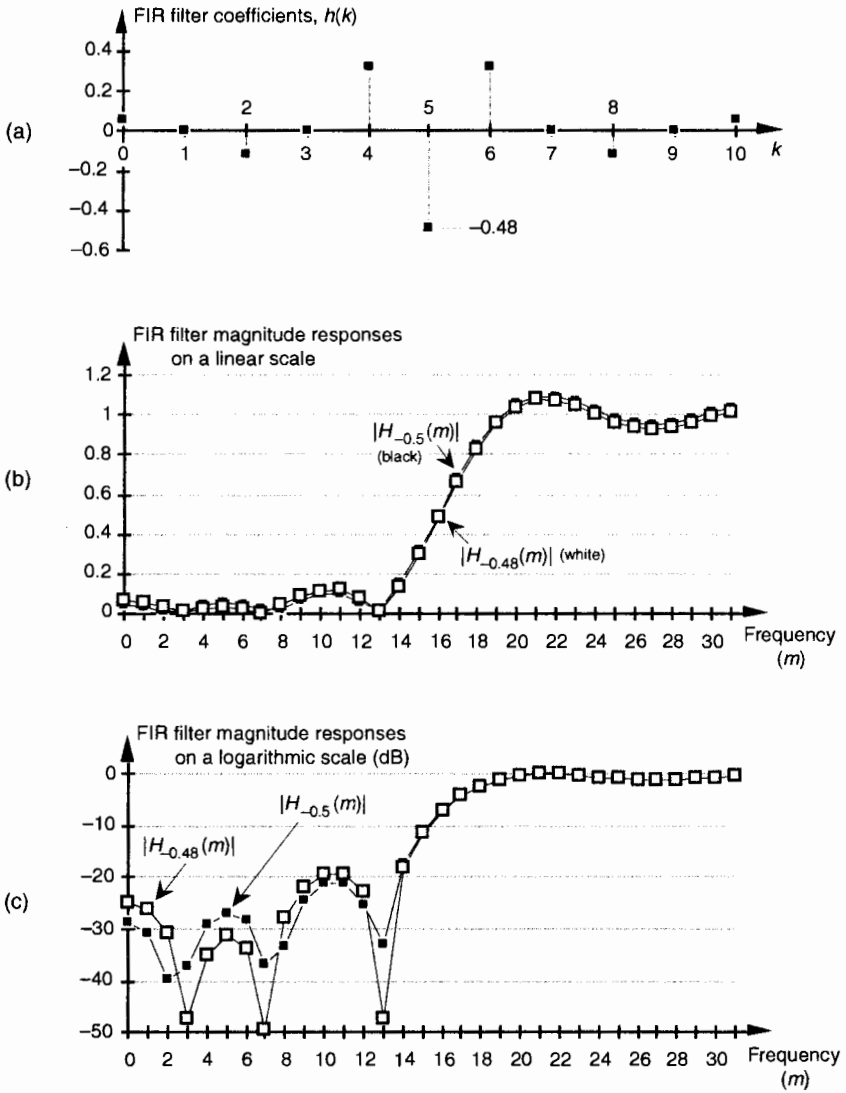 FIR filter coefficients, h(k)
0.4
0.2
0
−0.2
−0.4
−0.6
2 5 8
0 1 3 4 6 7 9 10 k
−0.48
(a)
FIR filter magnitude responses
on a linear scale
1.2
1
0.8
0.6
0.4
0.2
0
|H−0.5(m)|
(black)
|H−0.48(m)| (white)
(b)
0 2 4 6 8 10 12 14 16 18 20 22 24 26 28 30 Frequency
(m)
FIR filter magnitude responses
on a logarithmic scale (dB)
0
−10
−20
−30
−40
−50
|H−0.5(m)|
|H−0.48(m)|
(c)
0 2 4 6 8 10 12 14 16 18 20 22 24 26 28 30 Frequency
(m)